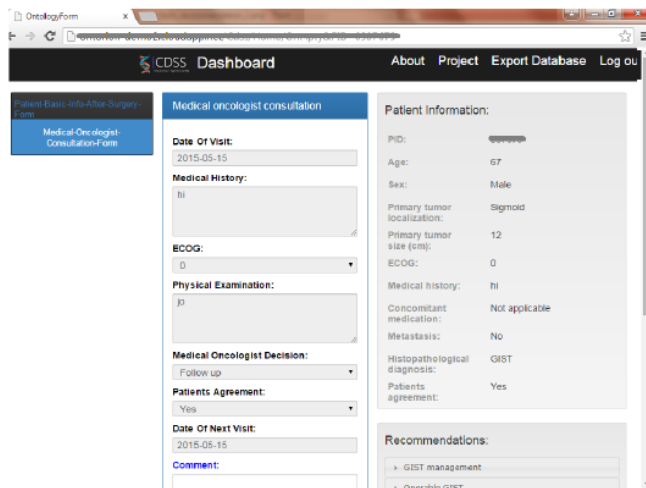 OntologyForm
CDSS Dashboard
About Project Export Database Log ou
Patient-Basic-Info-After-Surgery-
Form
Medical-Oncologist-
Consultation-Form
Medical oncologist consultation
Date Of Visit:
2015-05-15
Medical History:
hi
ECOG:
0
Physical Examination:
jo
Medical Oncologist Decision:
Follow up
Patients Agreement:
Yes
Date Of Next Visit:
2015-05-15
Comment:
Patient Information:
PID:
Age: 67
Sex: Male
Primary tumor Sigmoid
localization:
Primary tumor 12
size (cm):
ECOG: 0
Medical history: hi
Concomitant Not applicable
medication:
Metastasis: No
Histopathological GIST
diagnosis:
Patients Yes
agreement:
Recommendations:
GIST management
Operable GIST